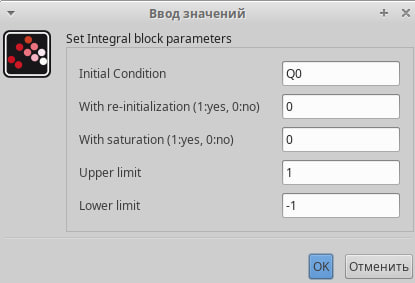 Ввод значений
Set Integral block parameters
Initial Condition Q0
With re-initialization (1:yes, 0:no) 0
With saturation (1:yes, 0:no) 0
Upper limit 1
Lower limit -1
OK Отменить